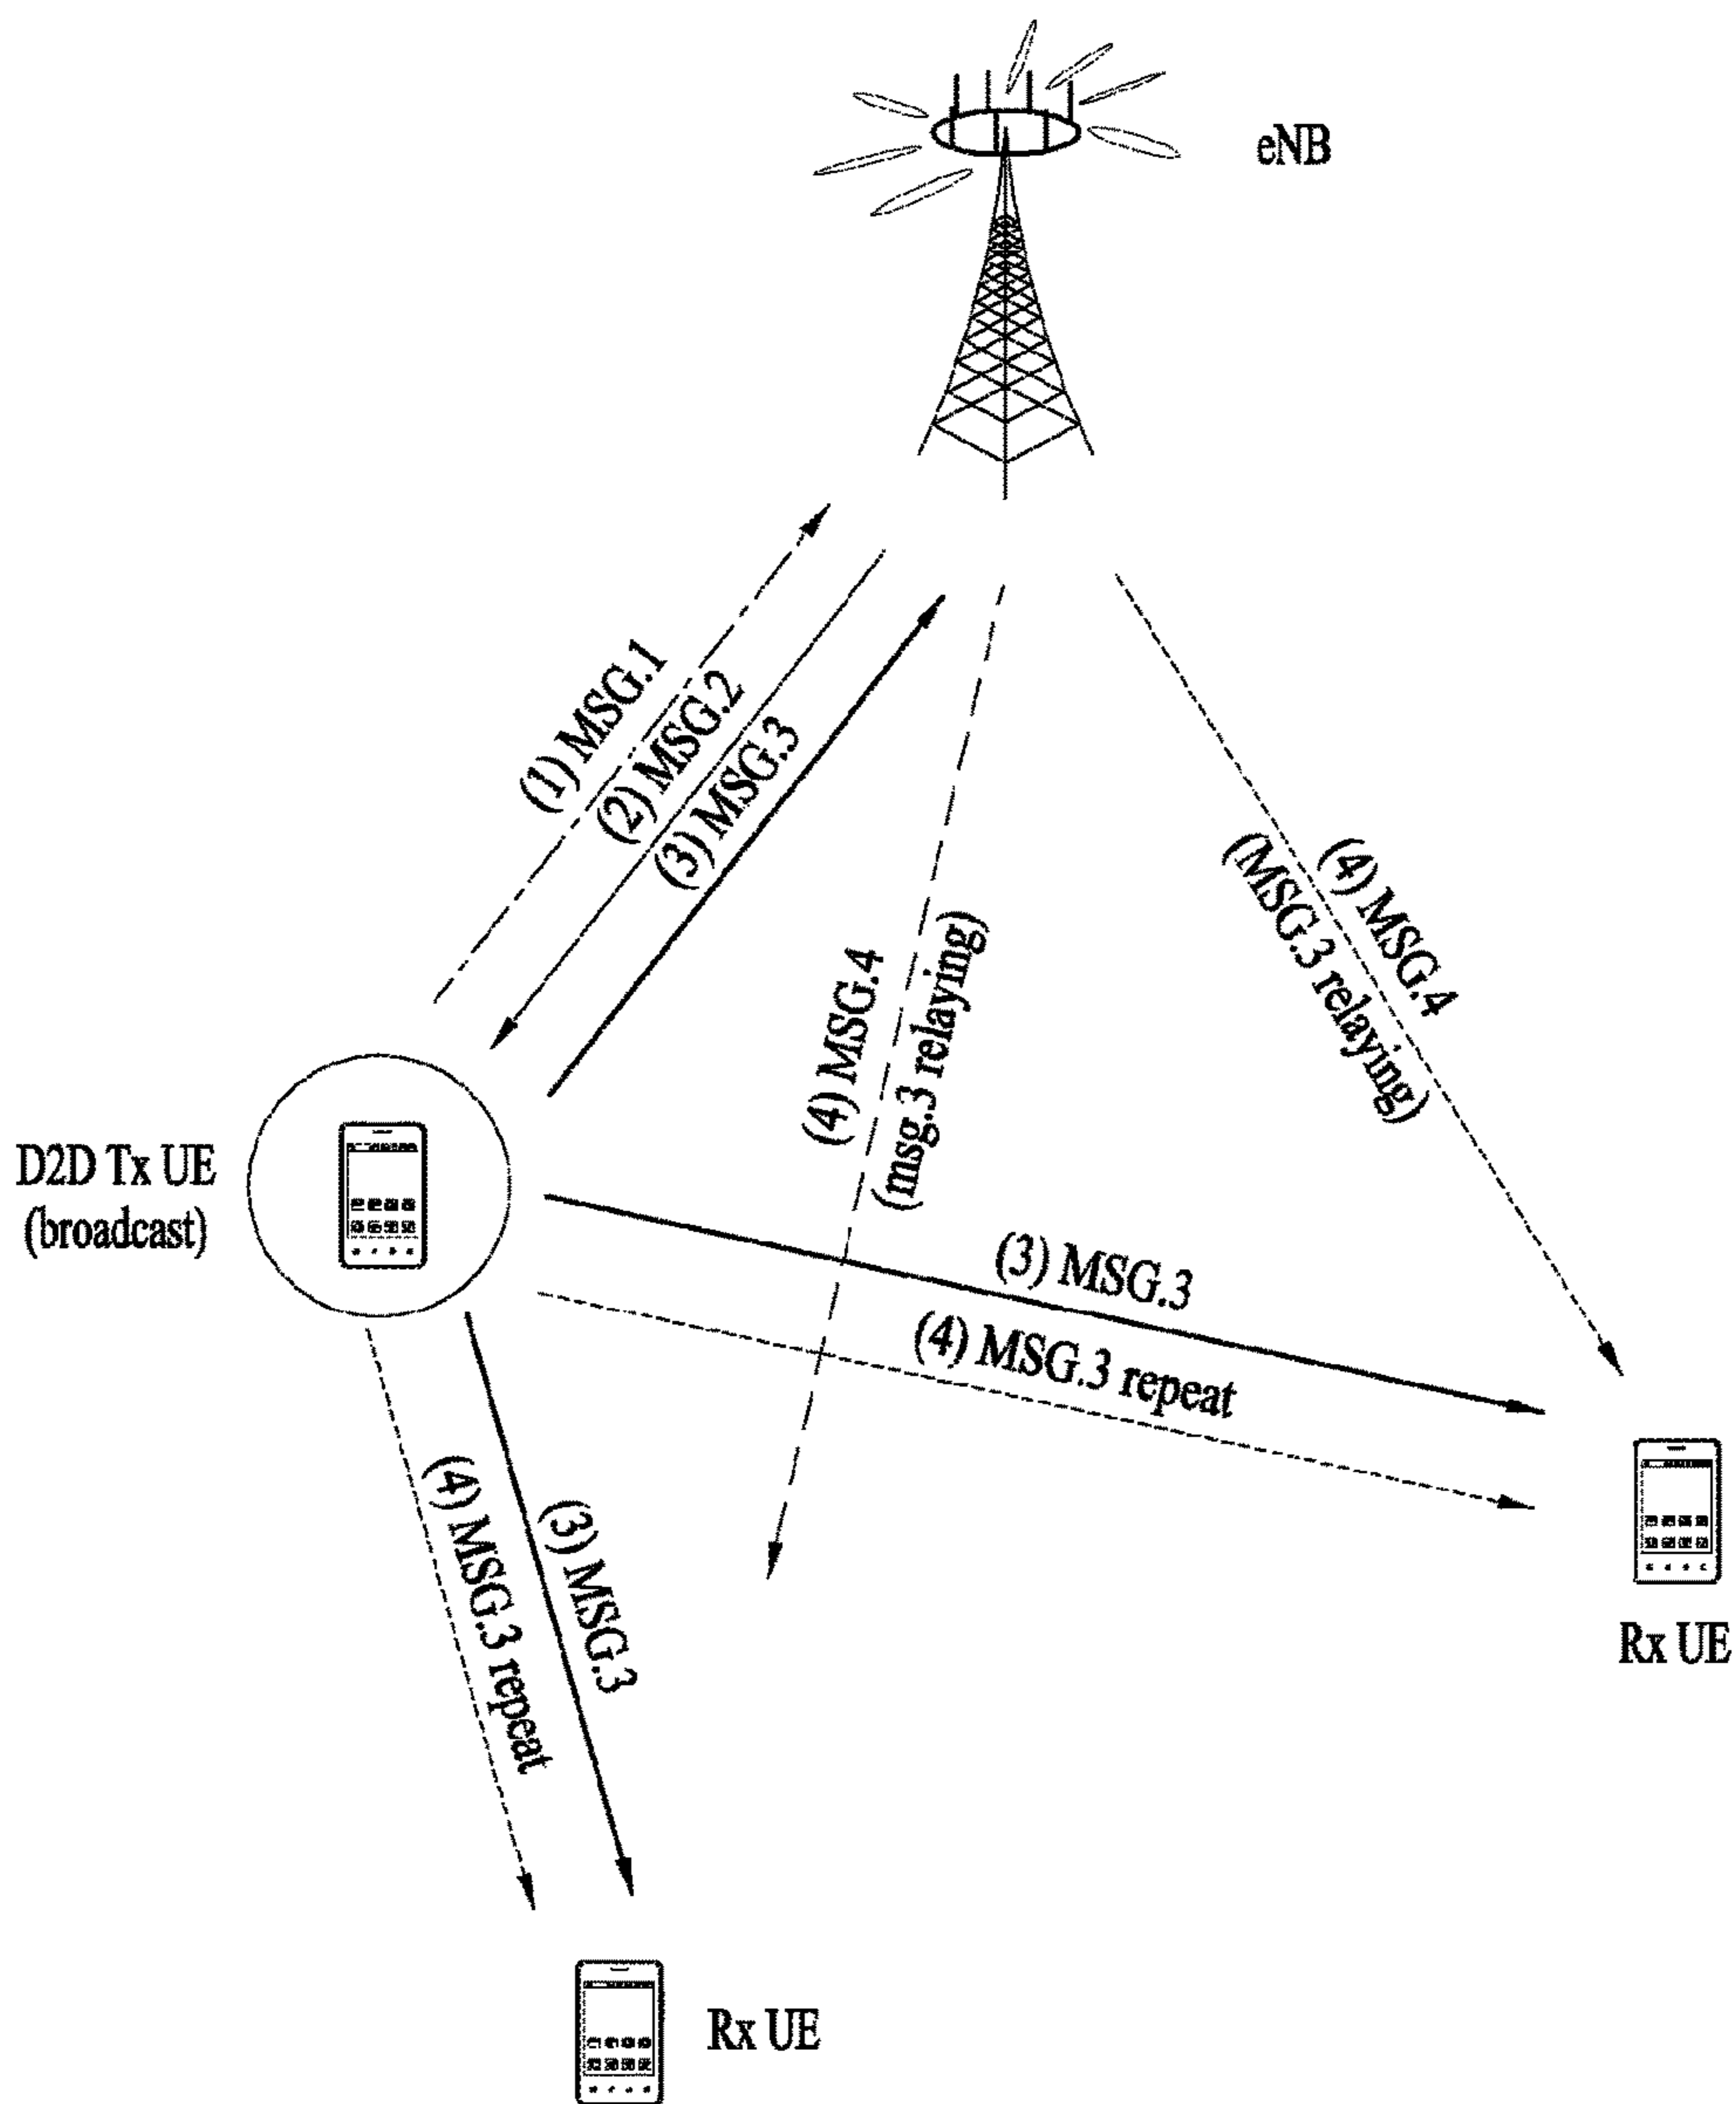 eNB
(1) MSG.1
(2) MSG.2
(3) MSG.3
(4) MSG.4
(msg.3 relaying)
(4) MSG.4
(MSG.3 relaying)
D2D Tx UE
(broadcast)
(3) MSG.3
(4) MSG.3 repeat
(4) MSG.3 repeat
(3) MSG.3
Rx UE
Rx UE